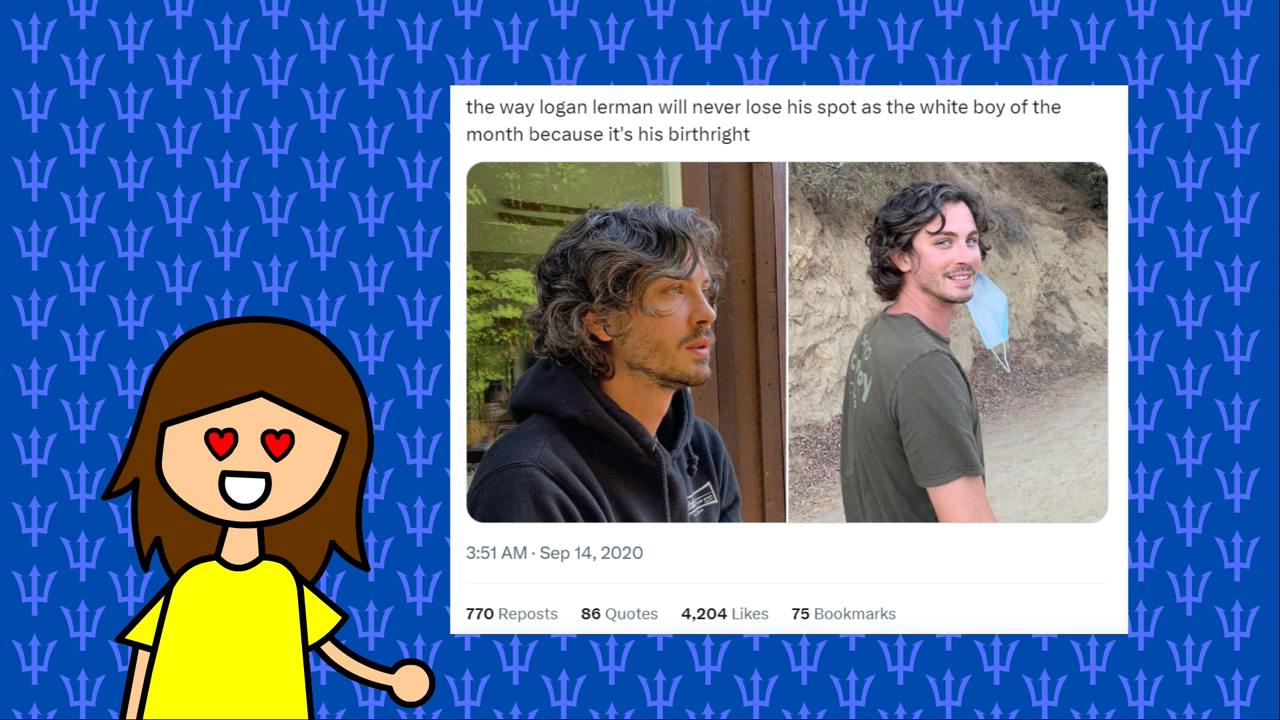 the way logan lerman will never lose his spot as the white boy of the
month because it's his birthright
3:51 AM · Sep 14, 2020
770 Reposts 86 Quotes 4,204 Likes 75 Bookmarks